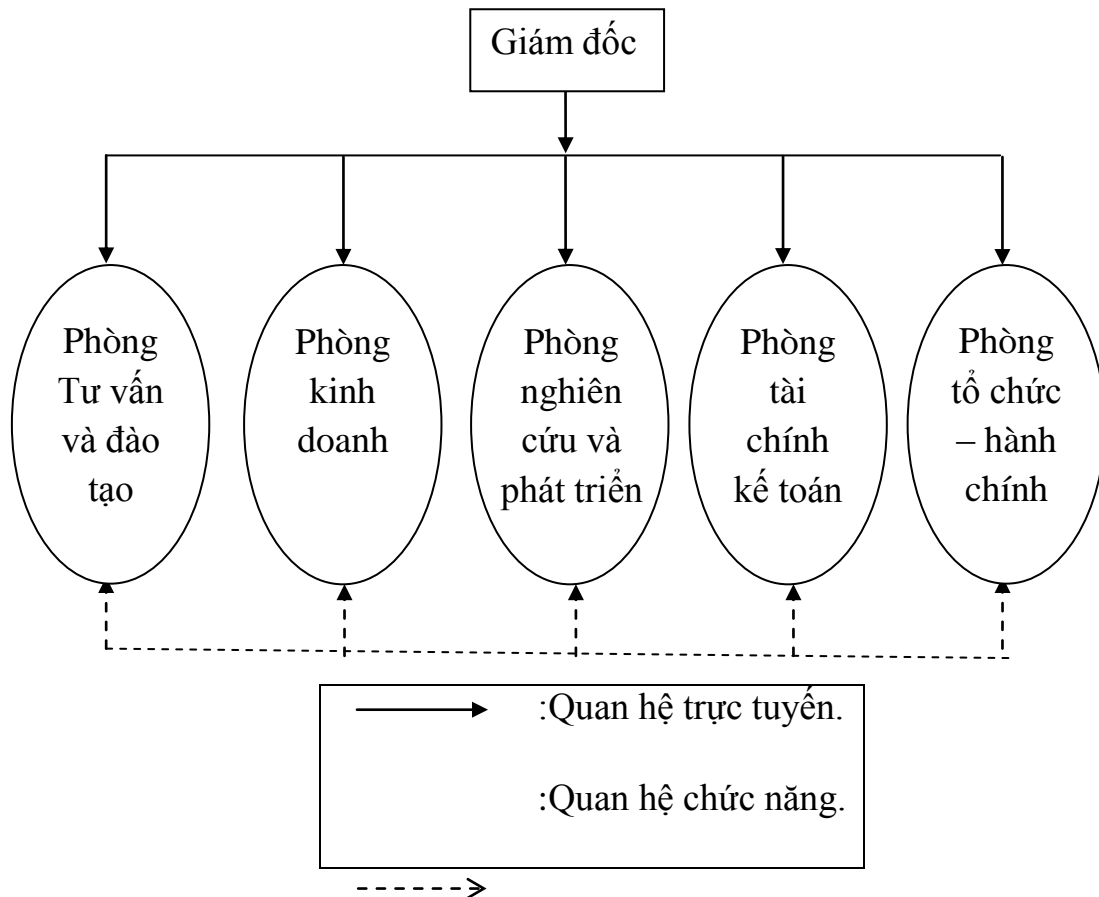 Giám đốc
Phòng
Tư vấn
và đào
tạo
Phòng
kinh
doanh
Phòng
nghiên
cứu và
phát triển
Phòng
tài
chính
kế toán
Phòng
tổ chức
– hành
chính
:Quan hệ trực tuyến.
:Quan hệ chức năng.